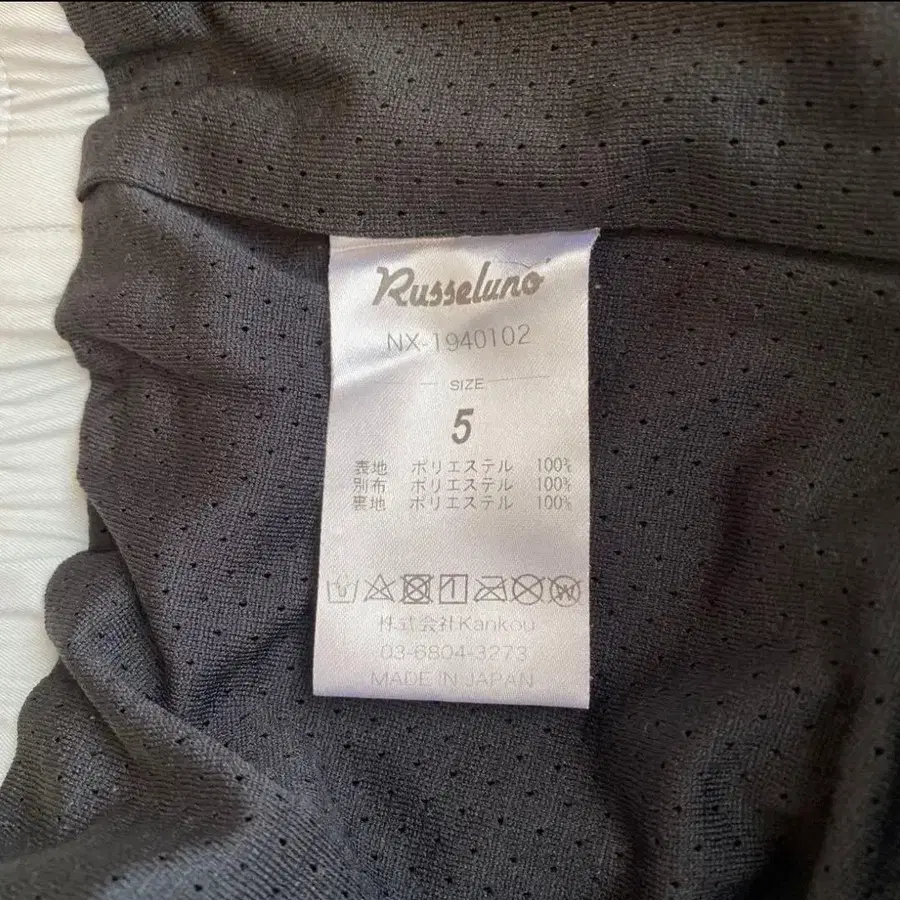 Russeluno
NX-1940102
SIZE
5
表地 ポリエステル 100%
別布 ポリエステル 100%
裏地 ポリエステル 100%
株式会社Kankou
03-6804-3273
MADE IN JAPAN